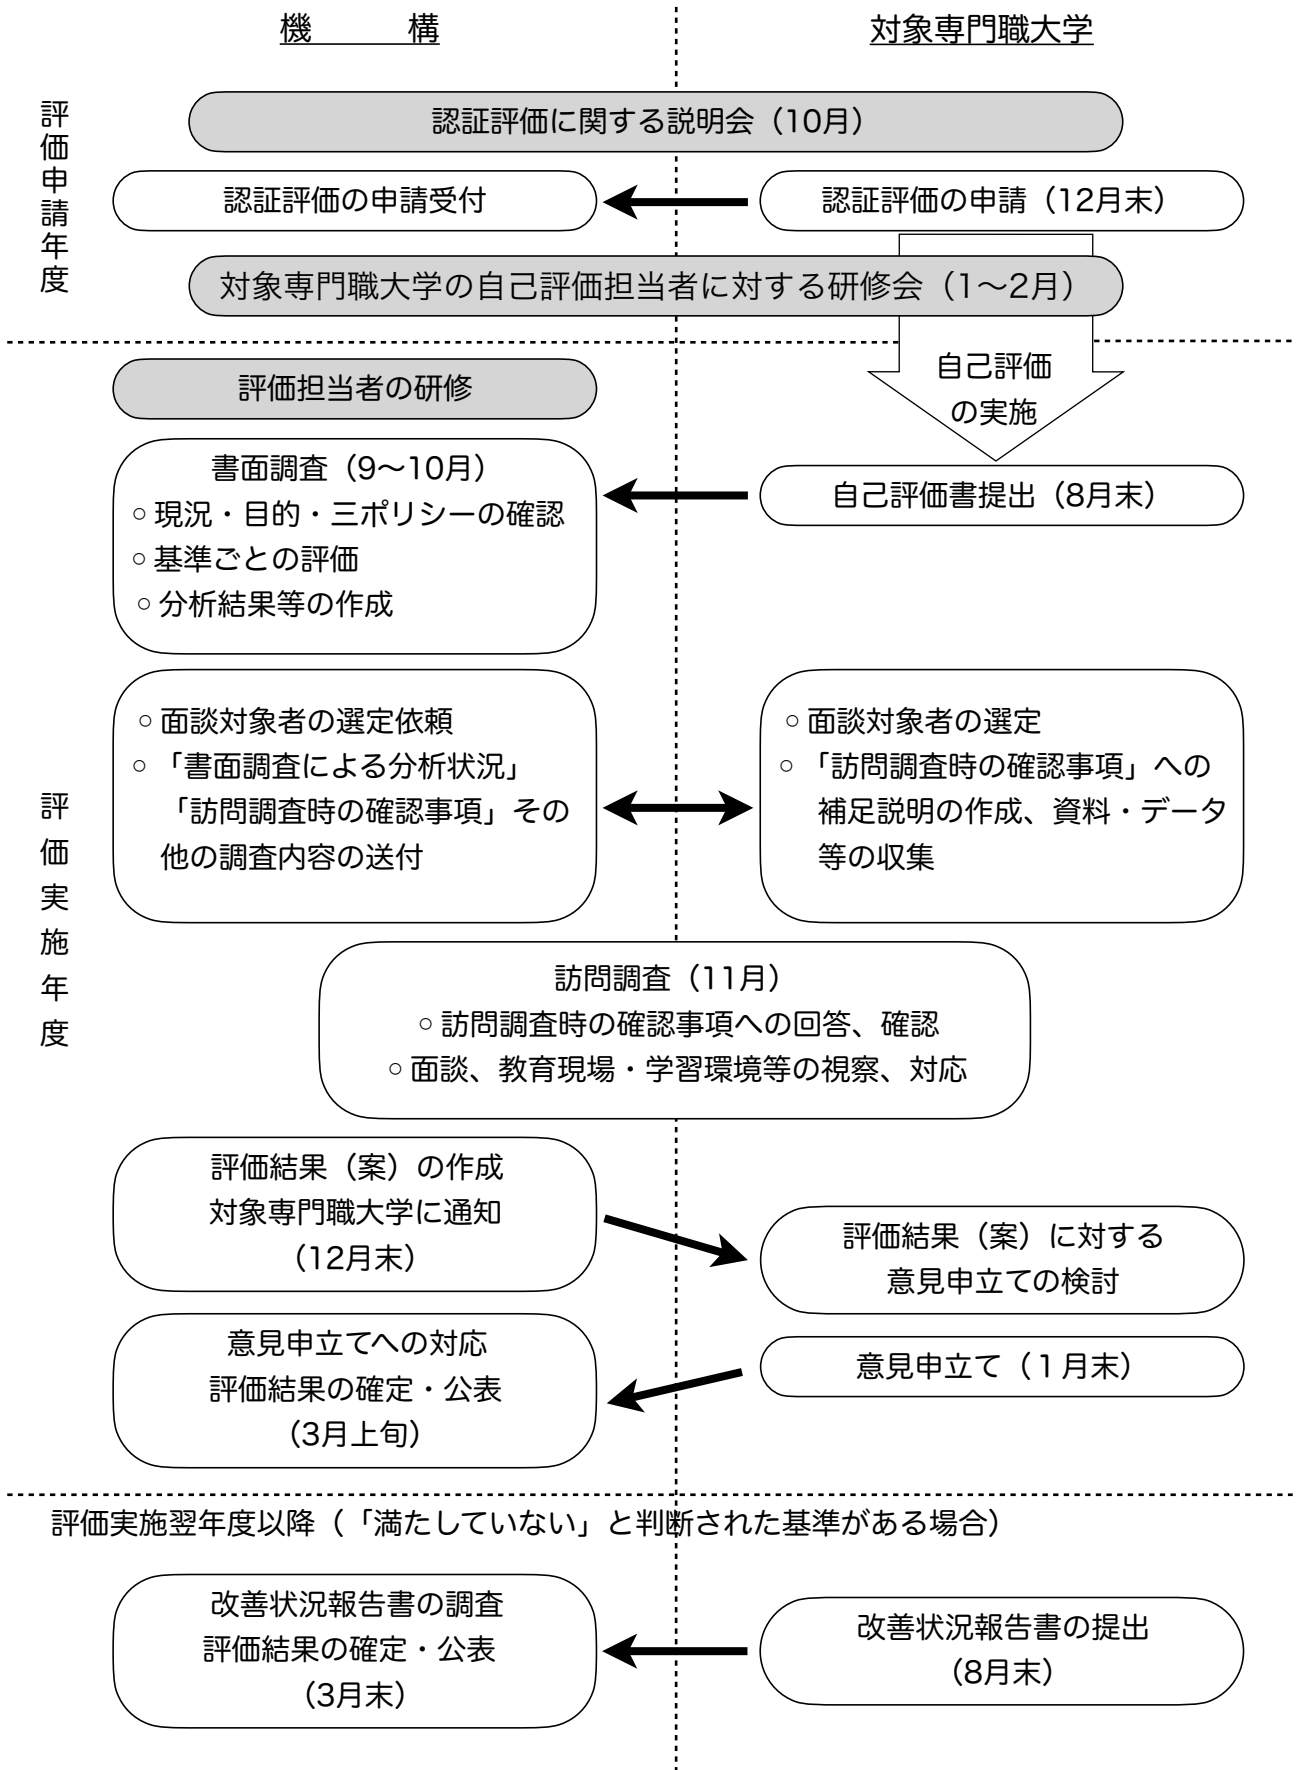 機　構
対象専門職大学
評価申請年度
認証評価に関する説明会（10月）
認証評価の申請受付
認証評価の申請（12月末）
対象専門職大学の自己評価担当者に対する研修会（1～2月）
自己評価
の実施
評価実施年度
評価担当者の研修
書面調査（9～10月）
○ 現況・目的・三ポリシーの確認
○ 基準ごとの評価
○ 分析結果等の作成
自己評価書提出（8月末）
○ 面談対象者の選定依頼
○ 「書面調査による分析状況」
「訪問調査時の確認事項」その
他の調査内容の送付
○ 面談対象者の選定
○ 「訪問調査時の確認事項」への
補足説明の作成、資料・データ
等の収集
訪問調査（11月）
○ 訪問調査時の確認事項への回答、確認
○ 面談、教育現場・学習環境等の視察、対応
評価結果（案）の作成
対象専門職大学に通知
（12月末）
評価結果（案）に対する
意見申立ての検討
意見申立てへの対応
評価結果の確定・公表
（3月上旬）
意見申立て（１月末）
評価実施翌年度以降（「満たしていない」と判断された基準がある場合）
改善状況報告書の調査
評価結果の確定・公表
（3月末）
改善状況報告書の提出
（8月末）